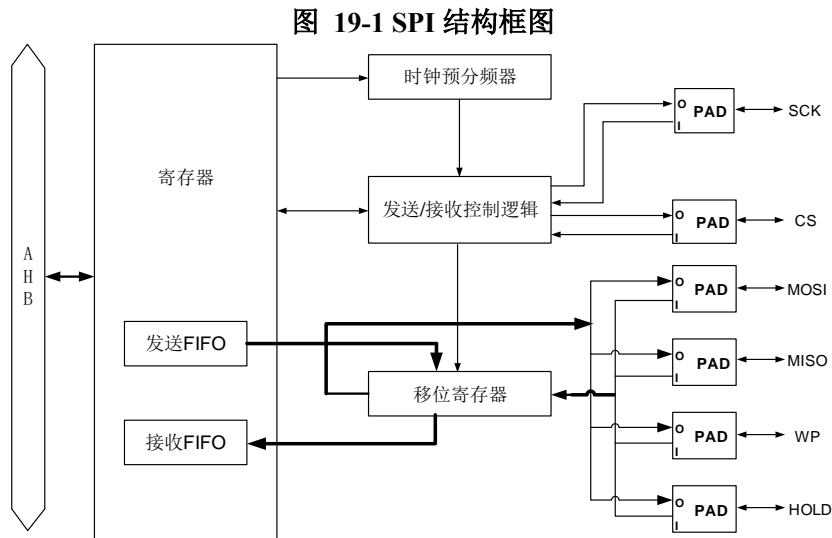 图 19-1 SPI 结构框图
时钟预分频器
O
I
PAD
SCK
寄存器
发送/接收控制逻辑
O
I
PAD
CS
A
H
B
O
I
PAD
MOSI
发送FIFO
O
I
PAD
MISO
移位寄存器
接收FIFO
O
I
PAD
WP
O
I
PAD
HOLD